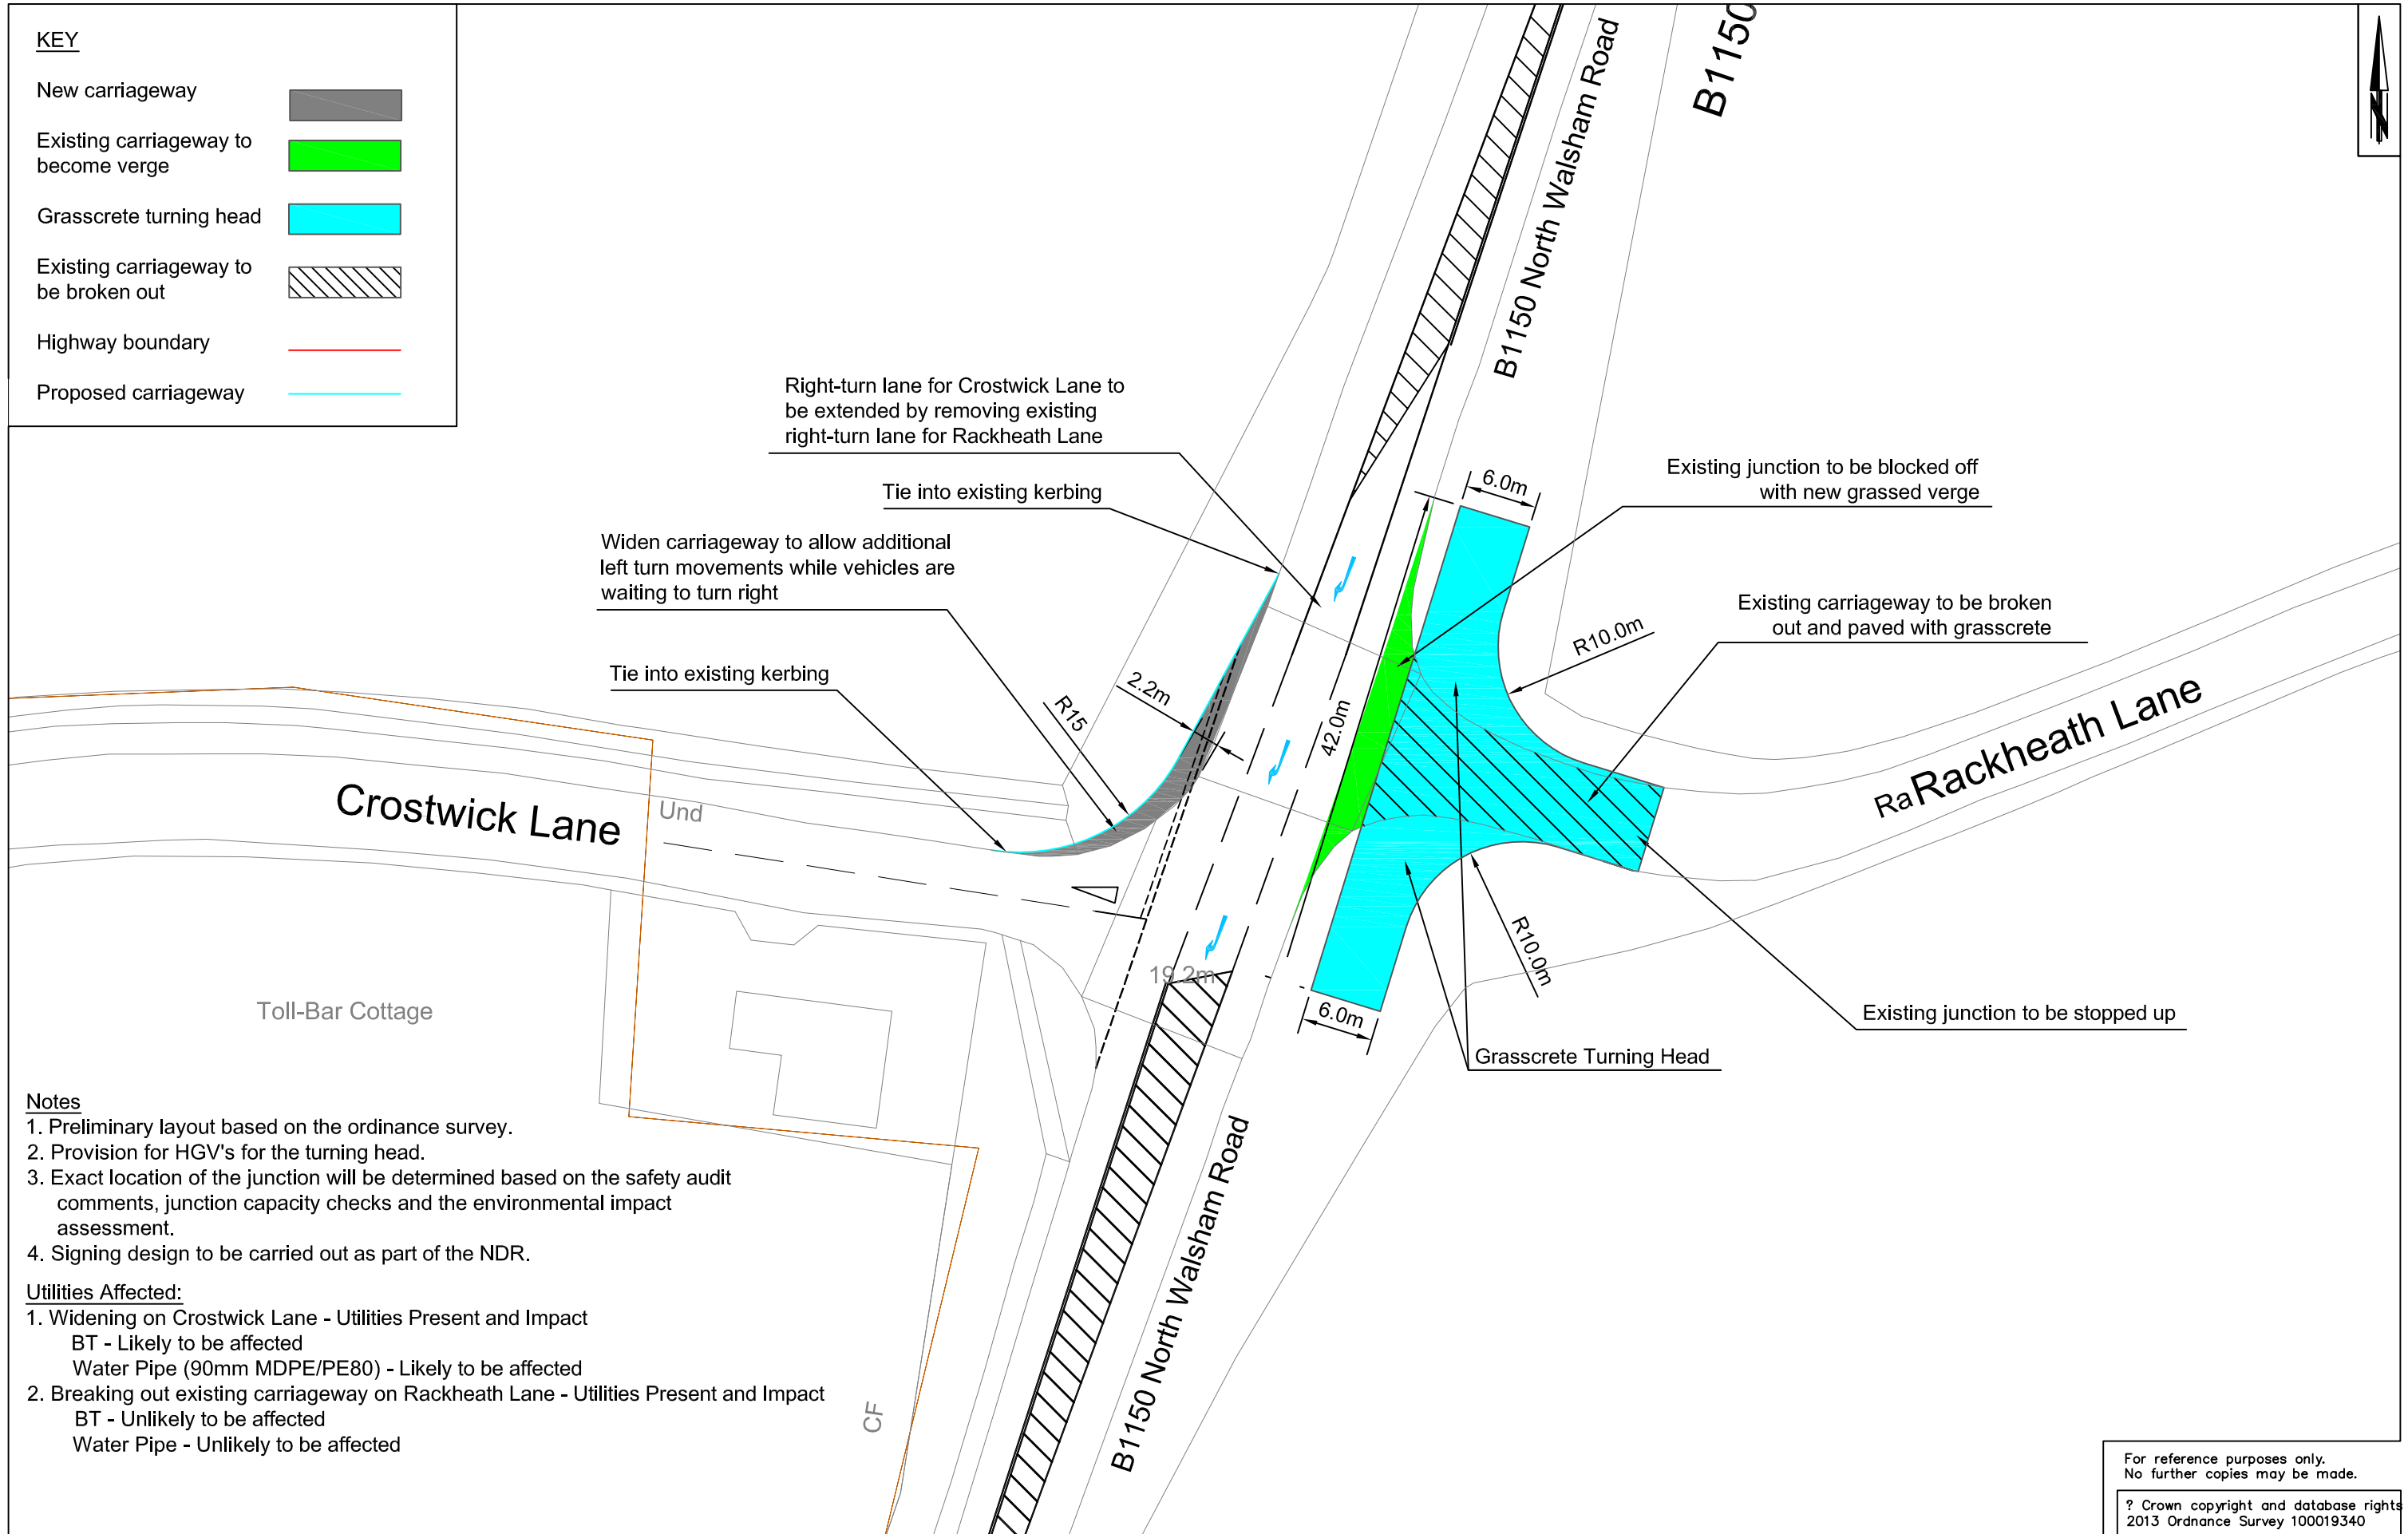 KEY
New carriageway
Existing carriageway to
become verge
Grasscrete turning head
Existing carriageway to
be broken out
Highway boundary
Proposed carriageway
B1150
B1150 North Walsham Road
N
Right-turn lane for Crostwick Lane to
be extended by removing existing
right-turn lane for Rackheath Lane
Tie into existing kerbing
Widen carriageway to allow additional
left turn movements while vehicles are
waiting to turn right
Tie into existing kerbing
6.0m
Existing junction to be blocked off
with new grassed verge
Existing carriageway to be broken
out and paved with grasscrete
R10.0m
2.2m
R15
42.0m
Ra Rackheath Lane
Crostwick Lane
Und
19.2m
R10.0m
6.0m
Existing junction to be stopped up
Grasscrete Turning Head
Toll-Bar Cottage
B1150 North Walsham Road
CF
Notes
1. Preliminary layout based on the ordinance survey.
2. Provision for HGV's for the turning head.
3. Exact location of the junction will be determined based on the safety audit
comments, junction capacity checks and the environmental impact
assessment.
4. Signing design to be carried out as part of the NDR.
Utilities Affected:
1. Widening on Crostwick Lane - Utilities Present and Impact
BT - Likely to be affected
Water Pipe (90mm MDPE/PE80) - Likely to be affected
2. Breaking out existing carriageway on Rackheath Lane - Utilities Present and Impact
BT - Unlikely to be affected
Water Pipe - Unlikely to be affected
For reference purposes only.
No further copies may be made.
? Crown copyright and database rights
2013 Ordnance Survey 100019340